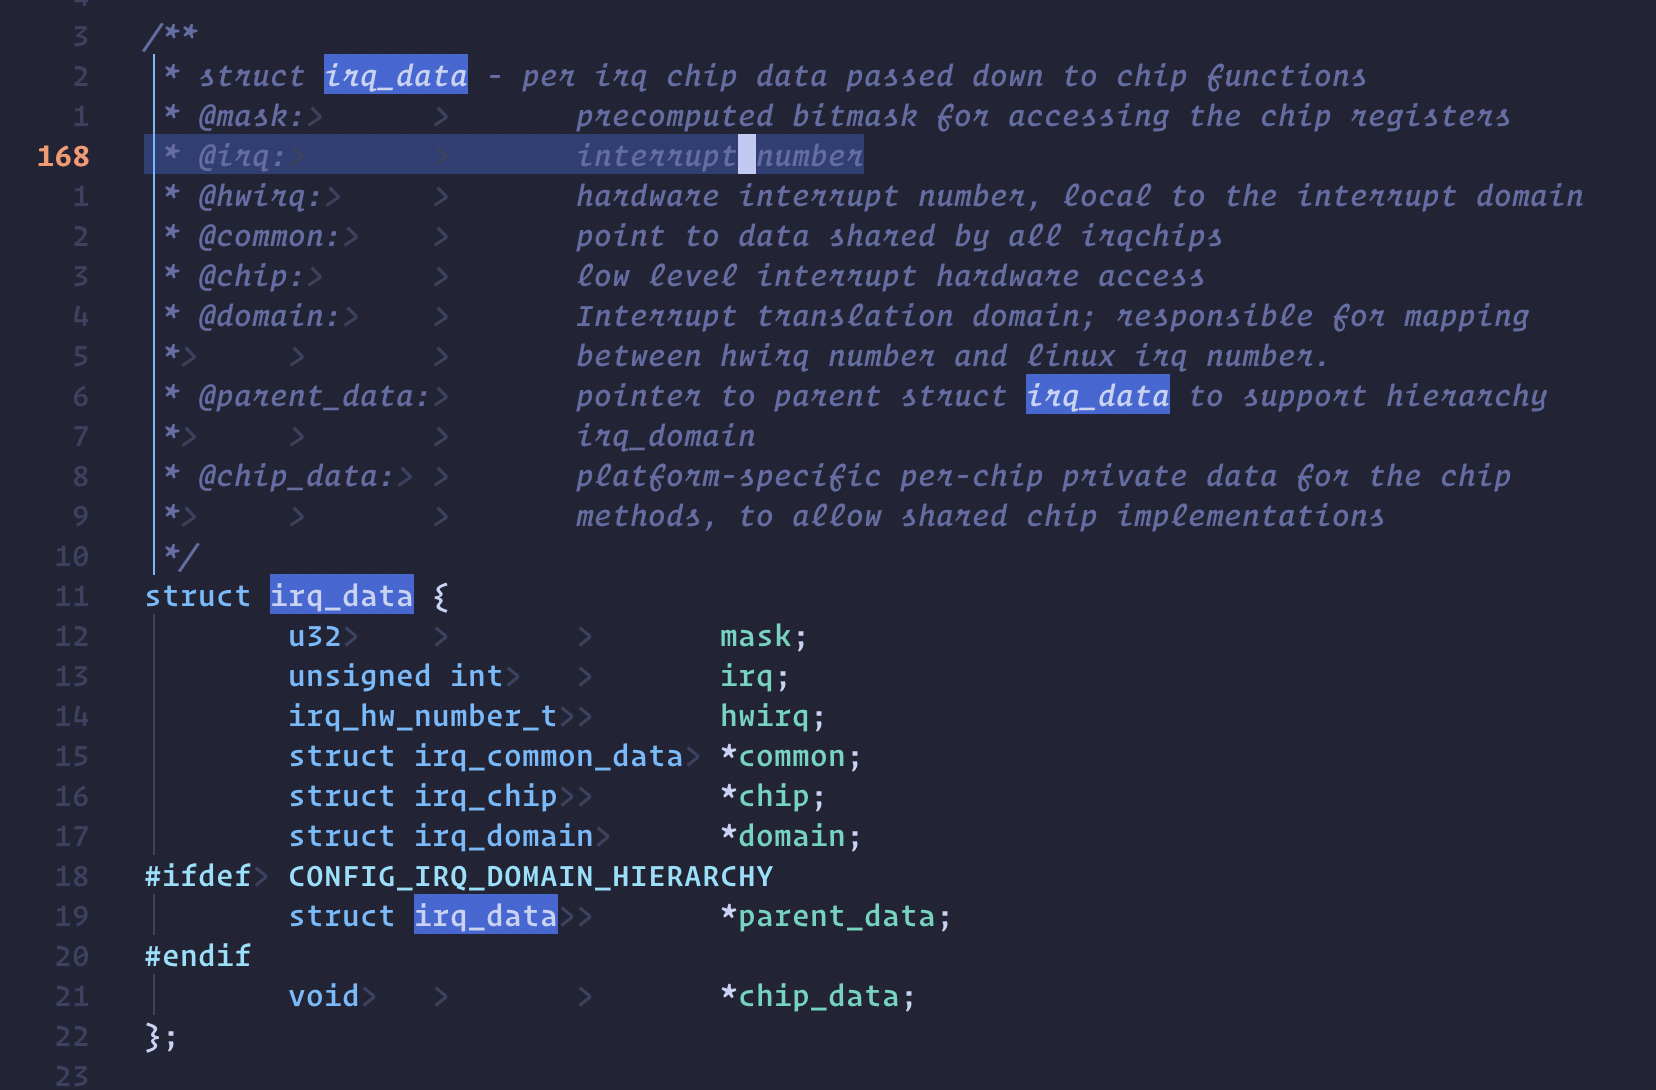 4
3 /**
2  * struct irq_data - per irq chip data passed down to chip functions
1  * @mask:>      >       precomputed bitmask for accessing the chip registers
168  * @irq:>       >       interrupt number
1  * @hwirq:>     >       hardware interrupt number, local to the interrupt domain
2  * @common:>    >       point to data shared by all irqchips
3  * @chip:>      >       low level interrupt hardware access
4  * @domain:>    >       Interrupt translation domain; responsible for mapping
5  *>     >       >       between hwirq number and linux irq number.
6  * @parent_data:>       pointer to parent struct irq_data to support hierarchy
7  *>     >       >       irq_domain
8  * @chip_data:> >       platform-specific per-chip private data for the chip
9  *>     >       >       methods, to allow shared chip implementations
10  */
11 struct irq_data {
12         u32>    >       >       mask;
13         unsigned int>   >       irq;
14         irq_hw_number_t>>       hwirq;
15         struct irq_common_data> *common;
16         struct irq_chip>>       *chip;
17         struct irq_domain>      *domain;
18 #ifdef> CONFIG_IRQ_DOMAIN_HIERARCHY
19         struct irq_data>>       *parent_data;
20 #endif
21         void>   >       >       *chip_data;
22 };
23